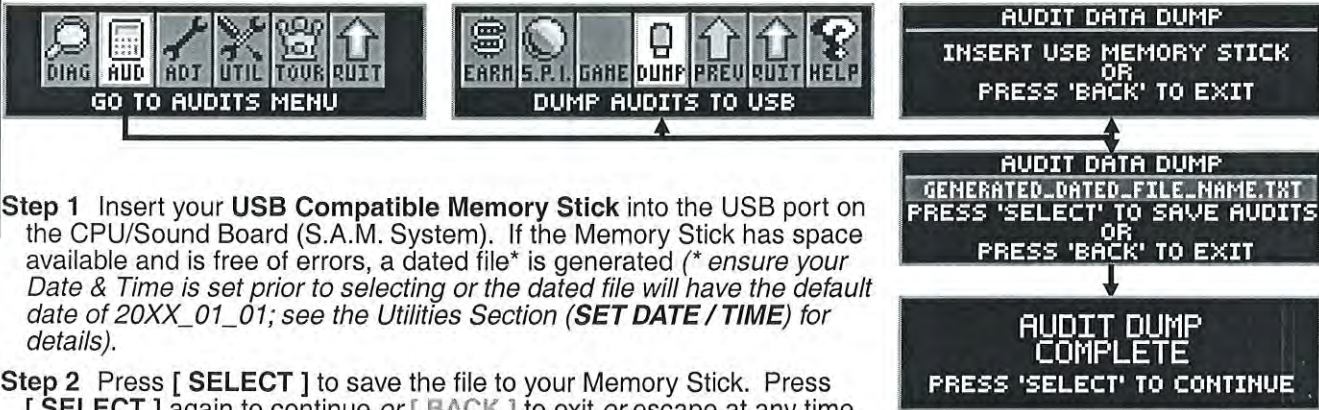 DIAG AUD ADJ UTIL TOUR QUIT
GO TO AUDITS MENU
EARN S.P.I. GAME DUMP PREV QUIT HELP
DUMP AUDITS TO USB
AUDIT DATA DUMP
INSERT USB MEMORY STICK
OR
PRESS 'BACK' TO EXIT
AUDIT DATA DUMP
GENERATED_DATED_FILE_NAME.TXT
PRESS 'SELECT' TO SAVE AUDITS
OR
PRESS 'BACK' TO EXIT
AUDIT DUMP
COMPLETE
PRESS 'SELECT' TO CONTINUE
Step 1 Insert your USB Compatible Memory Stick into the USB port on
the CPU/Sound Board (S.A.M. System). If the Memory Stick has space
available and is free of errors, a dated file* is generated (* ensure your
Date & Time is set prior to selecting or the dated file will have the default
date of 20XX_01_01; see the Utilities Section (SET DATE / TIME) for
details).
Step 2 Press [ SELECT ] to save the file to your Memory Stick. Press
[ SELECT ] again to continue or [ BACK ] to exit or escape at any time.